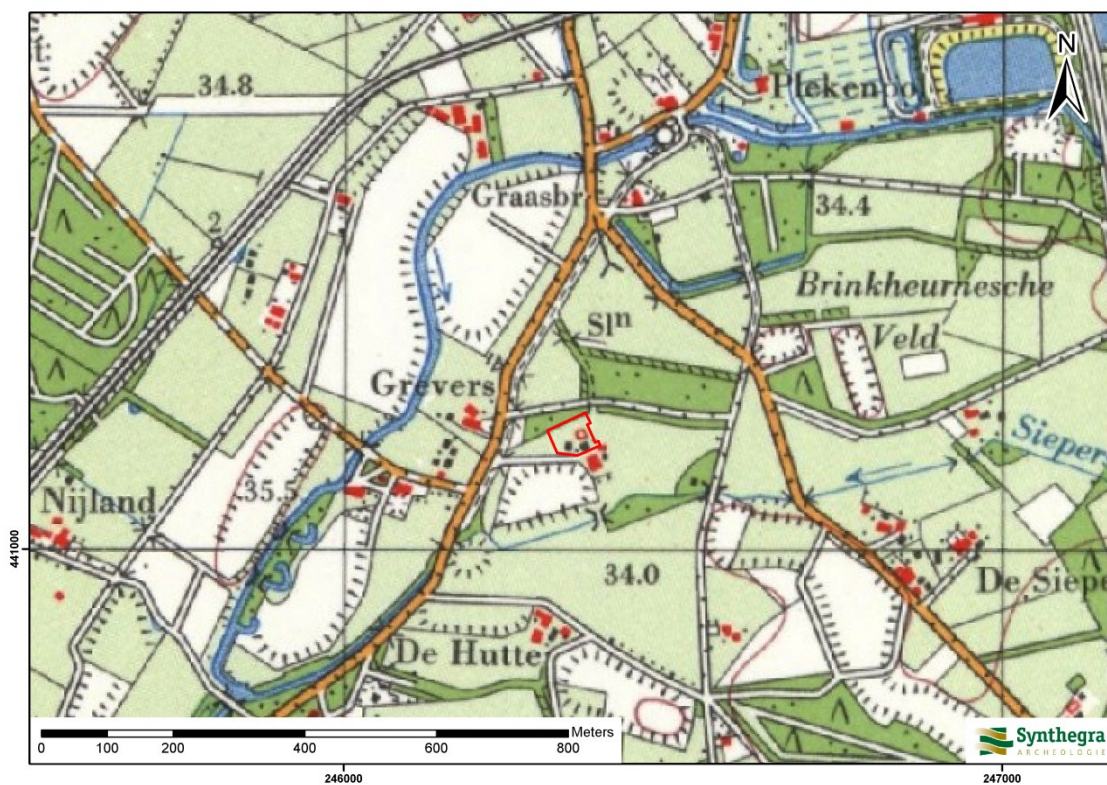 N
34.8
Plekenpol
2
Graasbr.
34.4
Brinkheurnesche
Veld
Slⁿ
Grevers
Sieper
35.5
Nijland
441000
34.0
De Siepe
De Hutte
0 100 200 400 600 800 Meters
Synthegra
ARCHEOLOGIE
246000
247000